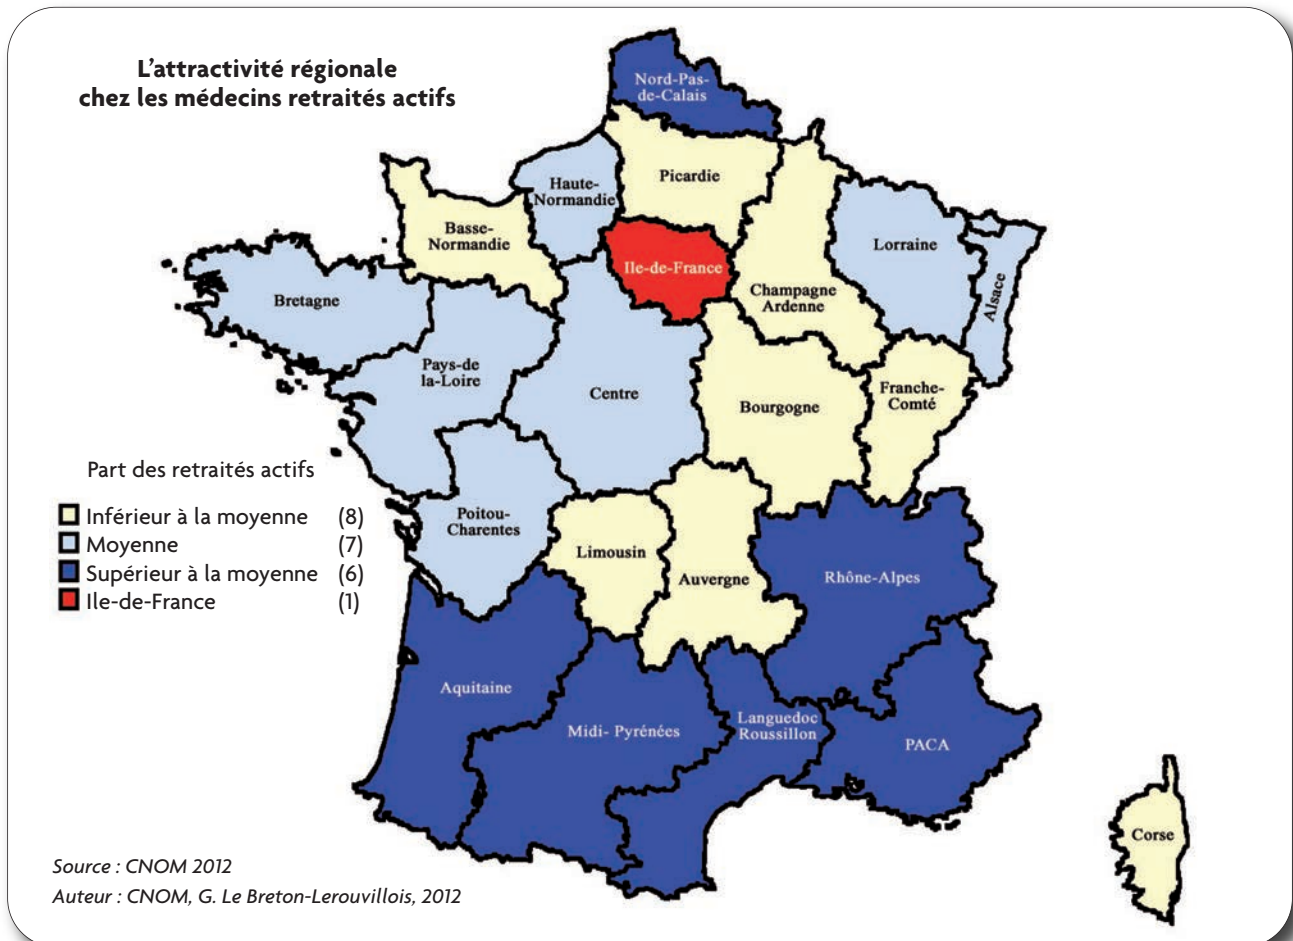 L'attractivité régionale
chez les médecins retraités actifs
Nord-Pas-
de-Calais
Picardie
Haute-
Normandie
Basse-
Normandie
Ile-de-France
Champagne
Ardenne
Lorraine
Alsace
Bretagne
Pays-de
la-Loire
Centre
Bourgogne
Franche-
Comté
Poitou-
Charentes
Limousin
Auvergne
Rhône-Alpes
Aquitaine
Midi- Pyrénées
Languedoc
Roussillon
PACA
Corse
Part des retraités actifs
Inférieur à la moyenne (8)
Moyenne (7)
Supérieur à la moyenne (6)
Ile-de-France (1)
Source : CNOM 2012
Auteur : CNOM, G. Le Breton-Lerouvillois, 2012